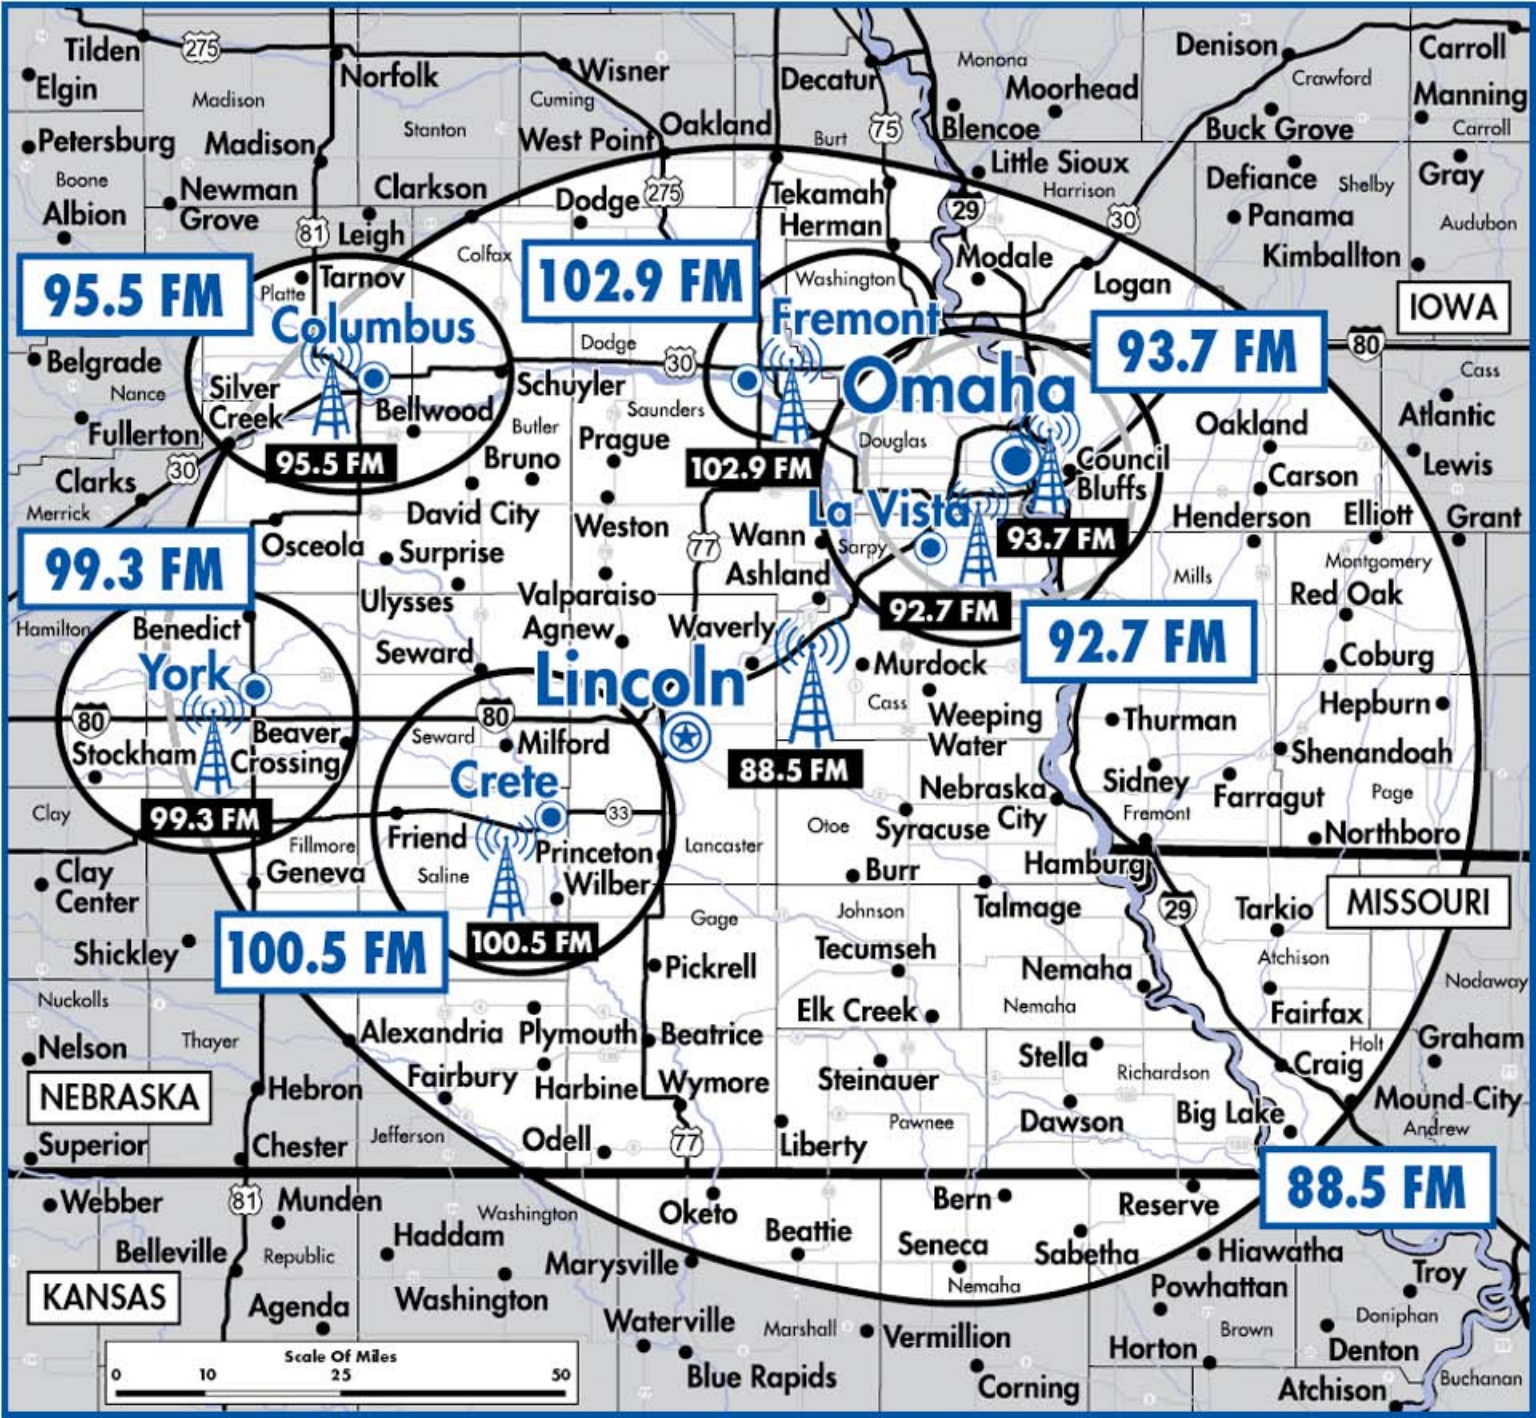 Tilden
275
Elgin
Norfolk
Wisner
Decatur
Monona
Moorhead
Denison
Crawford
Carroll
Manning
Madison
Cuming
Stanton
Oakland
Burt
75
Blencoe
Buck Grove
Carroll
Petersburg
Madison
West Point
Little Sioux
Harrison
Defiance
Shelby
Gray
Boone
Newman
Grove
Clarkson
Dodge
275
Tekamah
Herman
29
30
Panama
Audubon
Albion
81
Leigh
Colfax
Kimballton
95.5 FM
Platte
Tarnov
102.9 FM
Washington
Modale
Logan
IOWA
Columbus
Fremont
93.7 FM
80
Belgrade
Nance
Dodge
30
Omaha
Cass
Silver
Creek
Schuyler
Saunders
Atlantic
Fullerton
Bellwood
Butler
Prague
Douglas
Oakland
30
95.5 FM
Bruno
102.9 FM
Council
Bluffs
Carson
Lewis
Clarks
Merrick
David City
Weston
La Vista
93.7 FM
Henderson
Elliott
Grant
99.3 FM
Osceola
Surprise
77
Wann
Sarpy
Ashland
Montgomery
Mills
Red Oak
Ulysses
Valparaiso
92.7 FM
Hamilton
Benedict
Agnew
Waverly
92.7 FM
York
Seward
Lincoln
Murdock
Coburg
Cass
Hepburn
80
Beaver
Crossing
Stockham
Seward
80
Milford
Weeping
Water
Thurman
Shenandoah
88.5 FM
Crete
Nebraska
City
Sidney
Farragut
Page
Clay
99.3 FM
Friend
33
Otoe
Syracuse
Fremont
Northboro
Fillmore
Princeton
Lancaster
Clay
Center
Geneva
Saline
Wilber
Burr
Hamburg
MISSOURI
Talmage
29
Tarkio
Shickley
100.5 FM
100.5 FM
Gage
Johnson
Tecumseh
Atchison
Pickrell
Nemaha
Nodaway
Nuckolls
Elk Creek
Nemaha
Fairfax
Nelson
Thayer
Alexandria
Plymouth
Beatrice
Stella
Holt
Graham
NEBRASKA
Hebron
Fairbury
Harbine
Wymore
Steinauer
Richardson
Craig
Mound City
Superior
Chester
Jefferson
Odell
77
Liberty
Pawnee
Dawson
Big Lake
Andrew
Webber
81
Munden
Washington
Oketo
Beattie
Bern
Reserve
88.5 FM
Belleville
Republic
Haddam
Marysville
Seneca
Sabetha
Hiawatha
KANSAS
Agenda
Washington
Nemaha
Powhattan
Troy
Waterville
Marshall
Vermillion
Brown
Doniphan
Scale Of Miles
0 10 25 50
Blue Rapids
Corning
Horton
Denton
Atchison
Buchanan